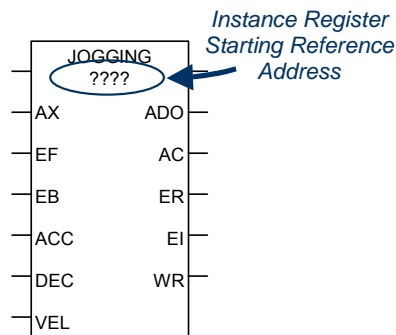 Instance Register
Starting Reference
Address
JOGGING
????
AX ADO
EF AC
EB ER
ACC EI
DEC WR
VEL